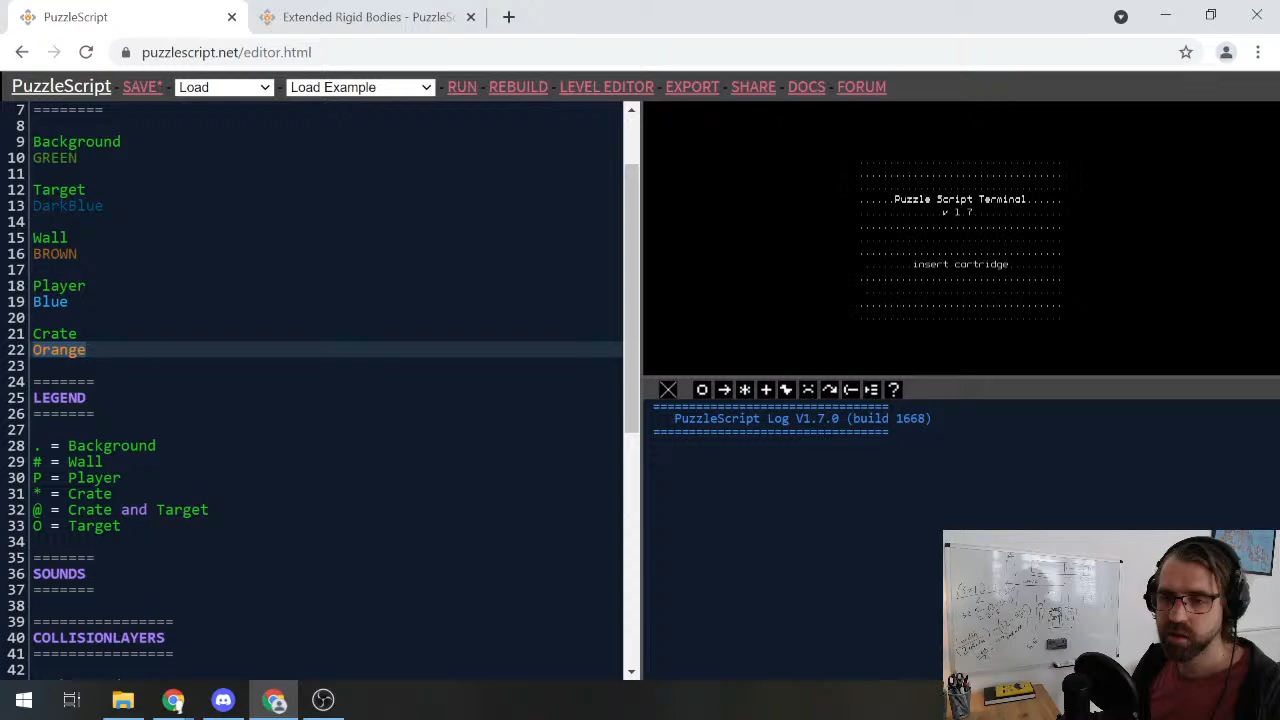 PuzzleScript
Extended Rigid Bodies - PuzzleSc
puzzlescript.net/editor.html
PuzzleScript - SAVE* - Load - Load Example - RUN - REBUILD - LEVEL EDITOR - EXPORT - SHARE - DOCS - FORUM
7 ========
8
9 Background
10 GREEN
11
12 Target
13 DarkBlue
14
15 Wall
16 BROWN
17
18 Player
19 Blue
20
21 Crate
22 Orange
23
24 =======
25 LEGEND
26 =======
27
28 . = Background
29 # = Wall
30 P = Player
31 * = Crate
32 @ = Crate and Target
33 O = Target
34
35 =======
36 SOUNDS
37 =======
38
39 ================
40 COLLISIONLAYERS
41 ================
42
......Puzzle Script Terminal......
v 1.7
insert cartridge
=================================
PuzzleScript Log V1.7.0 (build 1668)
=================================